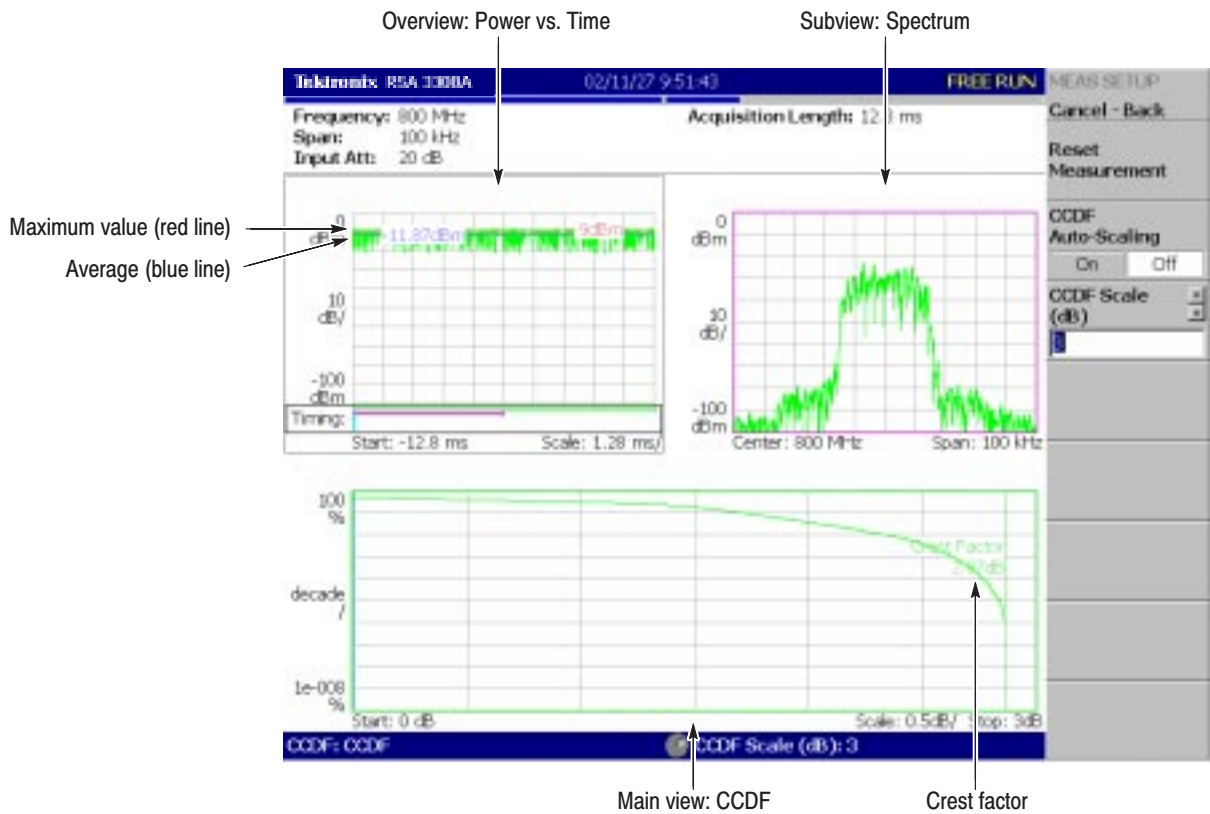 Overview: Power vs. Time
Subview: Spectrum
Tektronix RSA 3308A 02/11/27 9:51:43 FREE RUN
MEAS SETUP
Frequency: 800 MHz
Span: 100 kHz
Input Att: 20 dB
Acquisition Length: 12.8 ms
Cancel - Back
Reset
Measurement
CCDF
Auto-Scaling
On Off
CCDF Scale
(dB)
Maximum value (red line)
Average (blue line)
0
dBm
-11.87dBm
-9dBm
10
dB/
-100
dBm
Timing:
Start: -12.8 ms Scale: 1.28 ms/
0
dBm
10
dB/
-100
dBm
Center: 800 MHz Span: 100 kHz
100
%
Crest Factor
decade
/
1e-008
%
Start: 0 dB Scale: 0.5dB/ Stop: 3dB
CCDF: CCDF CCDF Scale (dB): 3
Main view: CCDF
Crest factor